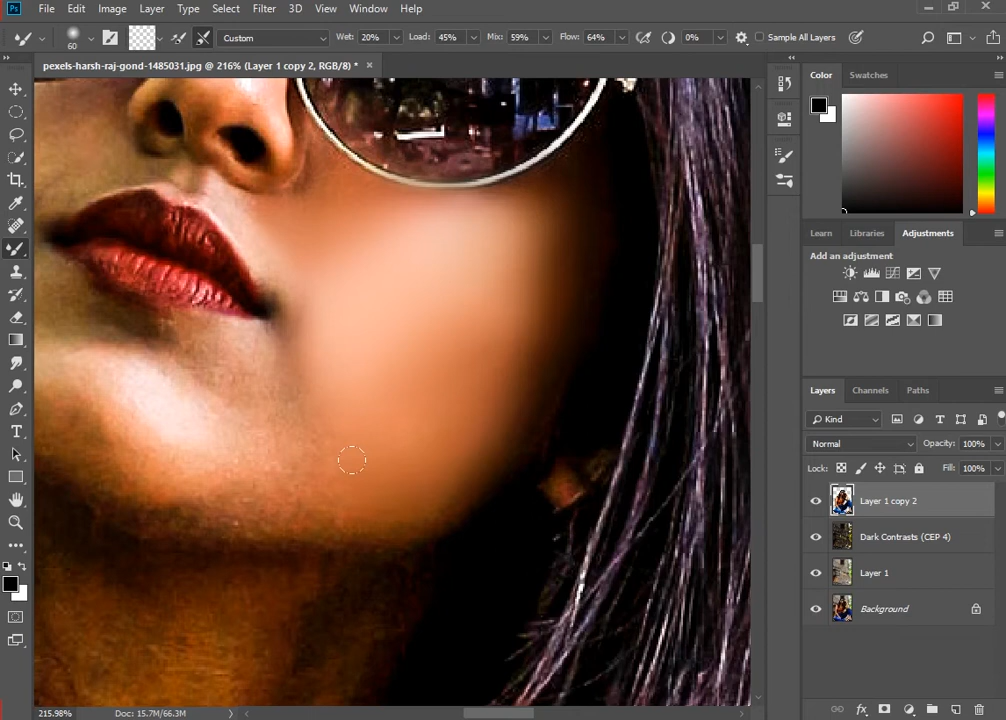 Ps File Edit Image Layer Type Select Filter 3D View Window Help
60 Custom Wet: 20% Load: 45% Mix: 59% Flow: 64% 0% Sample All Layers
pexels-harsh-raj-gond-1485031.jpg @ 216% (Layer 1 copy 2, RGB/8) * ×
Color Swatches
Learn Libraries Adjustments
Add an adjustment
Layers Channels Paths
Kind
Normal Opacity: 100%
Lock: Fill: 100%
Layer 1 copy 2
Dark Contrasts (CEP 4)
Layer 1
Background
215.98% Doc: 15.7M/66.3M